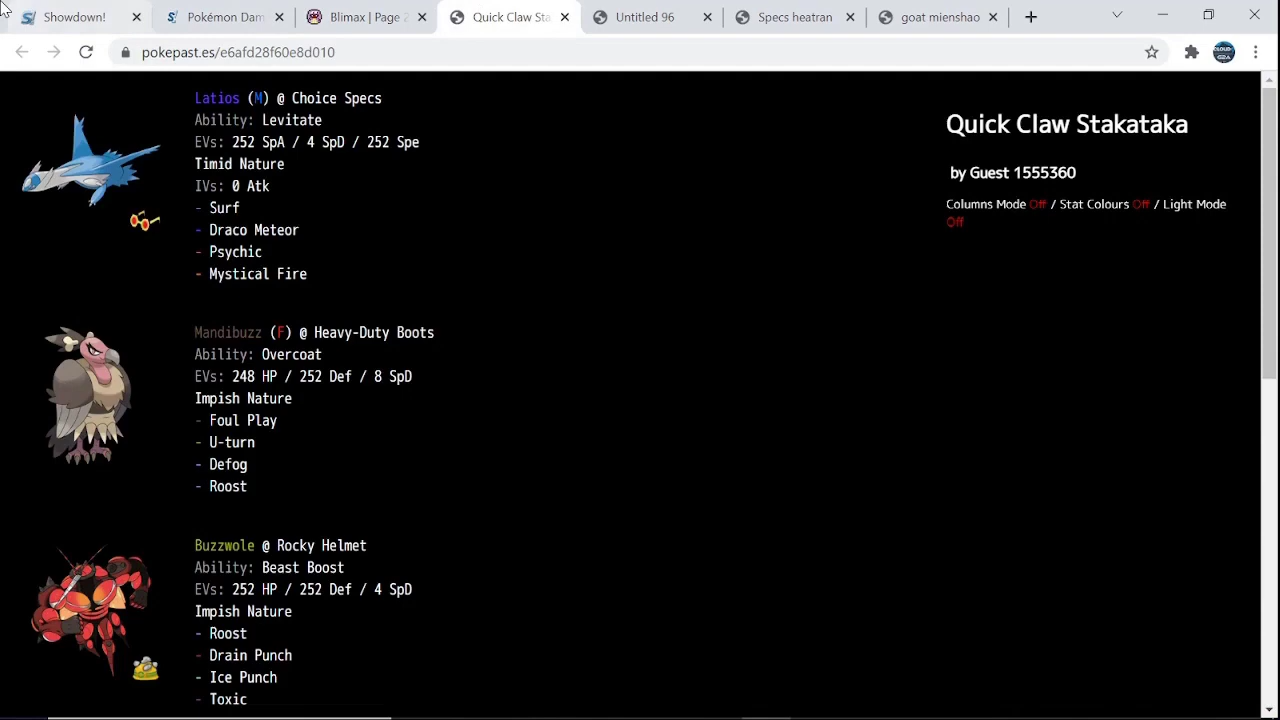 Showdown!
Pokémon Dam
Blimax | Page 2
Quick Claw Sta
Untitled 96
Specs heatran
goat mienshao
pokepast.es/e6afd28f60e8d010
Latios (M) @ Choice Specs
Ability: Levitate
EVs: 252 SpA / 4 SpD / 252 Spe
Timid Nature
IVs: 0 Atk
- Surf
- Draco Meteor
- Psychic
- Mystical Fire
Mandibuzz (F) @ Heavy-Duty Boots
Ability: Overcoat
EVs: 248 HP / 252 Def / 8 SpD
Impish Nature
- Foul Play
- U-turn
- Defog
- Roost
Buzzwole @ Rocky Helmet
Ability: Beast Boost
EVs: 252 HP / 252 Def / 4 SpD
Impish Nature
- Roost
- Drain Punch
- Ice Punch
- Toxic
Quick Claw Stakataka
by Guest 1555360
Columns Mode Off / Stat Colours Off / Light Mode
Off